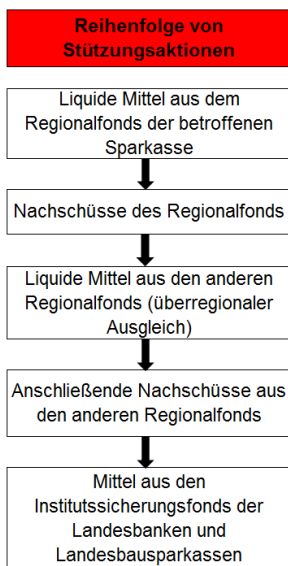 Reihenfolge von
Stützungsaktionen
Liquide Mittel aus dem
Regionalfonds der betroffenen
Sparkasse
Nachschüsse des Regionalfonds
Liquide Mittel aus den anderen
Regionalfonds (überregionaler
Ausgleich)
Anschließende Nachschüsse aus
den anderen Regionalfonds
Mittel aus den
Institutssicherungsfonds der
Landesbanken und
Landesbausparkassen